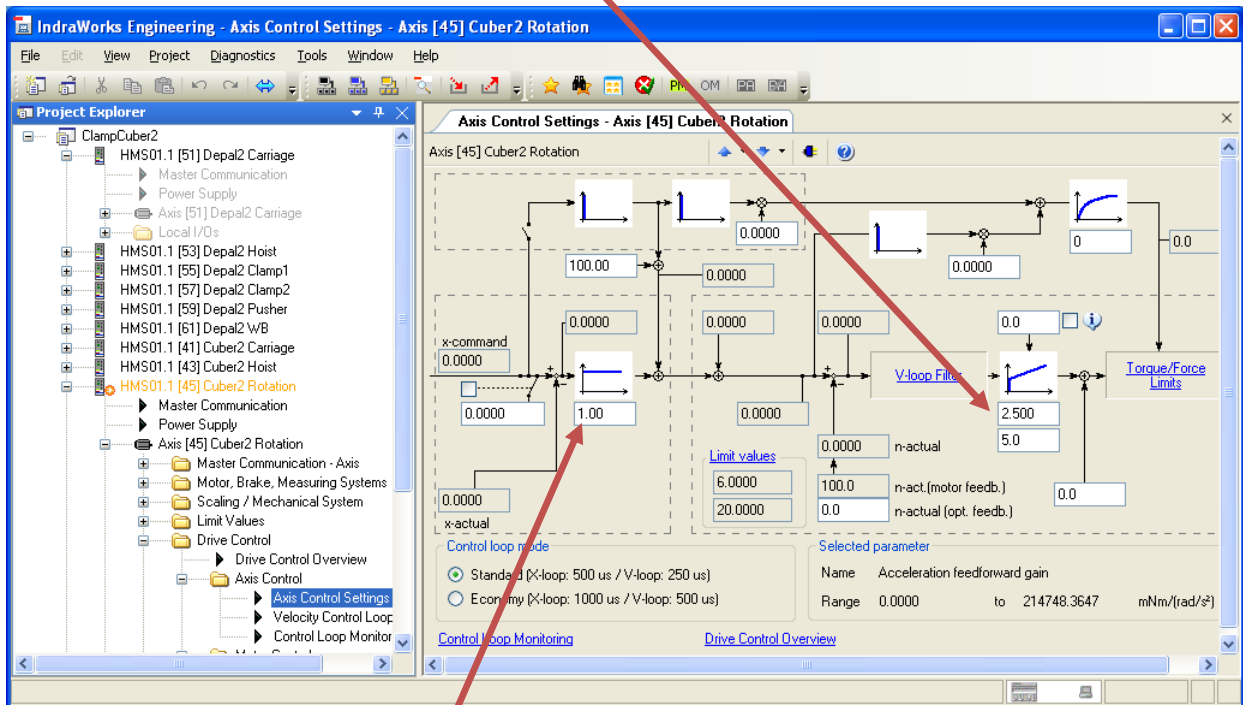 IndraWorks Engineering - Axis Control Settings - Axis [45] Cuber2 Rotation
File Edit View Project Diagnostics Tools Window Help
OM
Project Explorer
ClampCuber2
HMS01.1 [51] Depal2 Carriage
Master Communication
Power Supply
Axis [51] Depal2 Carriage
Local I/Os
HMS01.1 [53] Depal2 Hoist
HMS01.1 [55] Depal2 Clamp1
HMS01.1 [57] Depal2 Clamp2
HMS01.1 [59] Depal2 Pusher
HMS01.1 [61] Depal2 WB
HMS01.1 [41] Cuber2 Carriage
HMS01.1 [43] Cuber2 Hoist
HMS01.1 [45] Cuber2 Rotation
Master Communication
Power Supply
Axis [45] Cuber2 Rotation
Master Communication - Axis
Motor, Brake, Measuring Systems
Scaling / Mechanical System
Limit Values
Drive Control
Drive Control Overview
Axis Control
Axis Control Settings
Velocity Control Loop
Control Loop Monitor
Axis Control Settings - Axis [45] Cuber2 Rotation
Axis [45] Cuber2 Rotation
0.0000
0
0.0
100.00
0.0000
0.0000
0.0000
0.0000
0.0000
0.0
x-command
0.0000
V-loop Filter
Torque/Force
Limits
0.0000
1.00
0.0000
2.500
5.0
0.0000 n-actual
Limit values
6.0000
20.0000
100.0 n-act.(motor feedb.)
0.0 n-actual (opt. feedb.)
0.0
0.0000
x-actual
Control loop mode
Standard (X-loop: 500 us / V-loop: 250 us)
Economy (X-loop: 1000 us / V-loop: 500 us)
Selected parameter
Name Acceleration feedforward gain
Range 0.0000 to 214748.3647 mNm/(rad/s²)
Control Loop Monitoring
Drive Control Overview